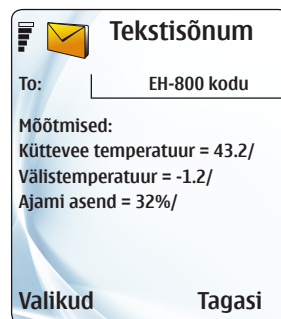 Tekstisõnum
To: EH-800 kodu
Mõõtmised:
Küttevee temperatuur = 43.2/
Välistemperatuur = -1.2/
Ajami asend = 32%/
Valikud Tagasi